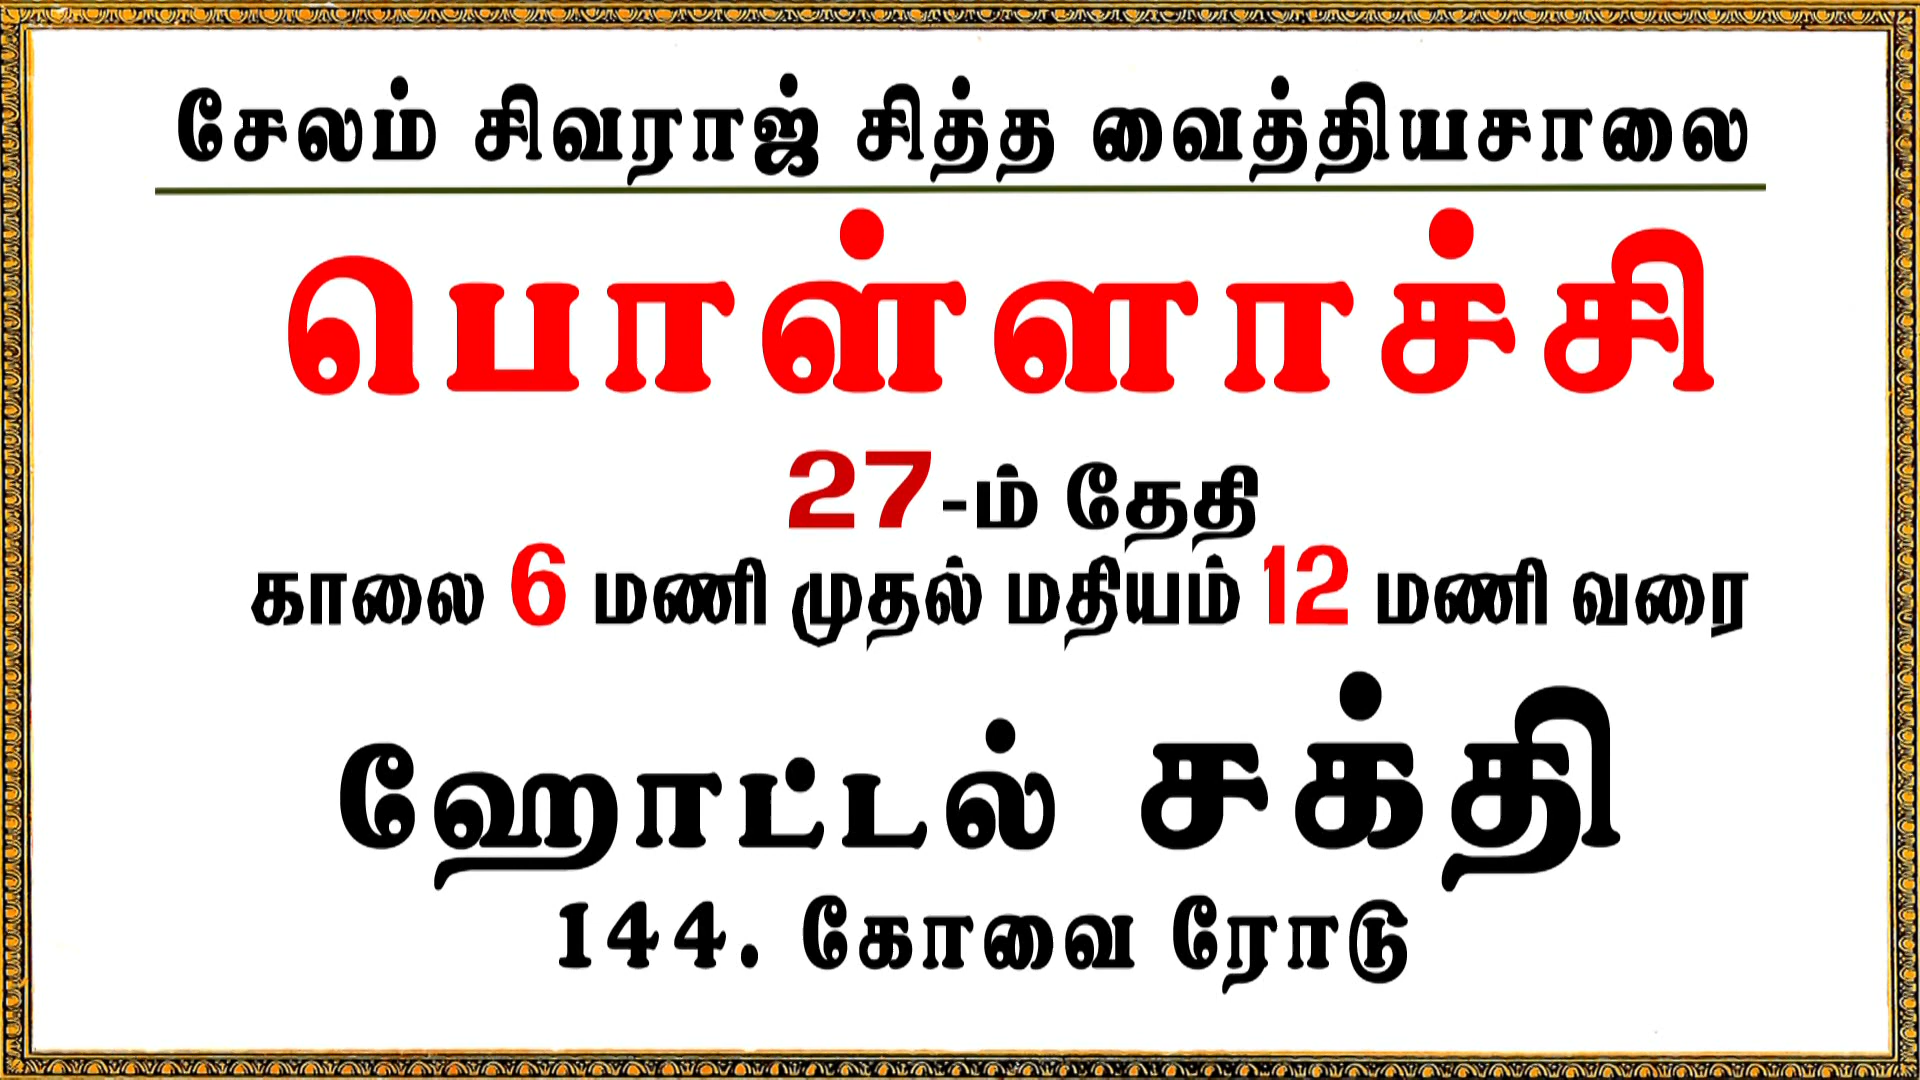 சேலம் சிவராஜ் சித்த வைத்தியசாலை
பொள்ளாச்சி
27-ம் தேதி
காலை 6 மணி முதல் மதியம் 12 மணி வரை
ஹோட்டல் சக்தி
144. கோவை ரோடு